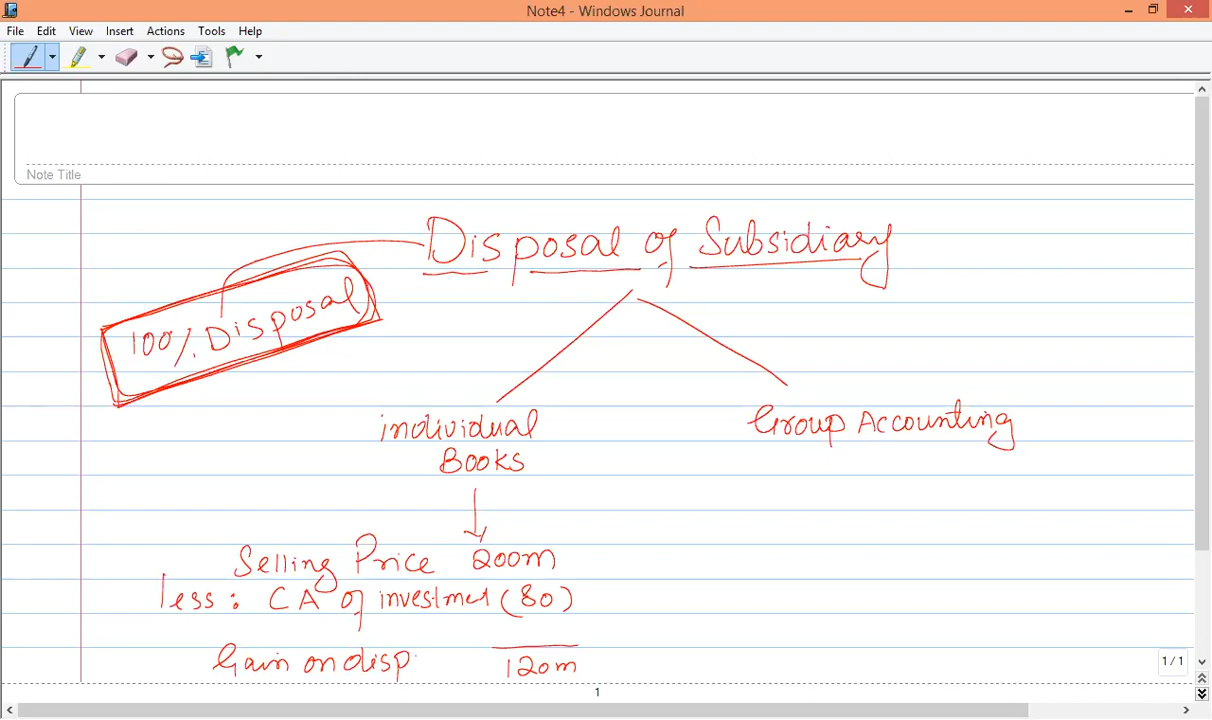 Note4 - Windows Journal
File Edit View Insert Actions Tools Help
Note Title
Disposal of Subsidiary
100% Disposal
individual
Books
Group Accounting
Selling Price 200m
less: CA of investment (80)
Gain on disp 120m
1/1
1